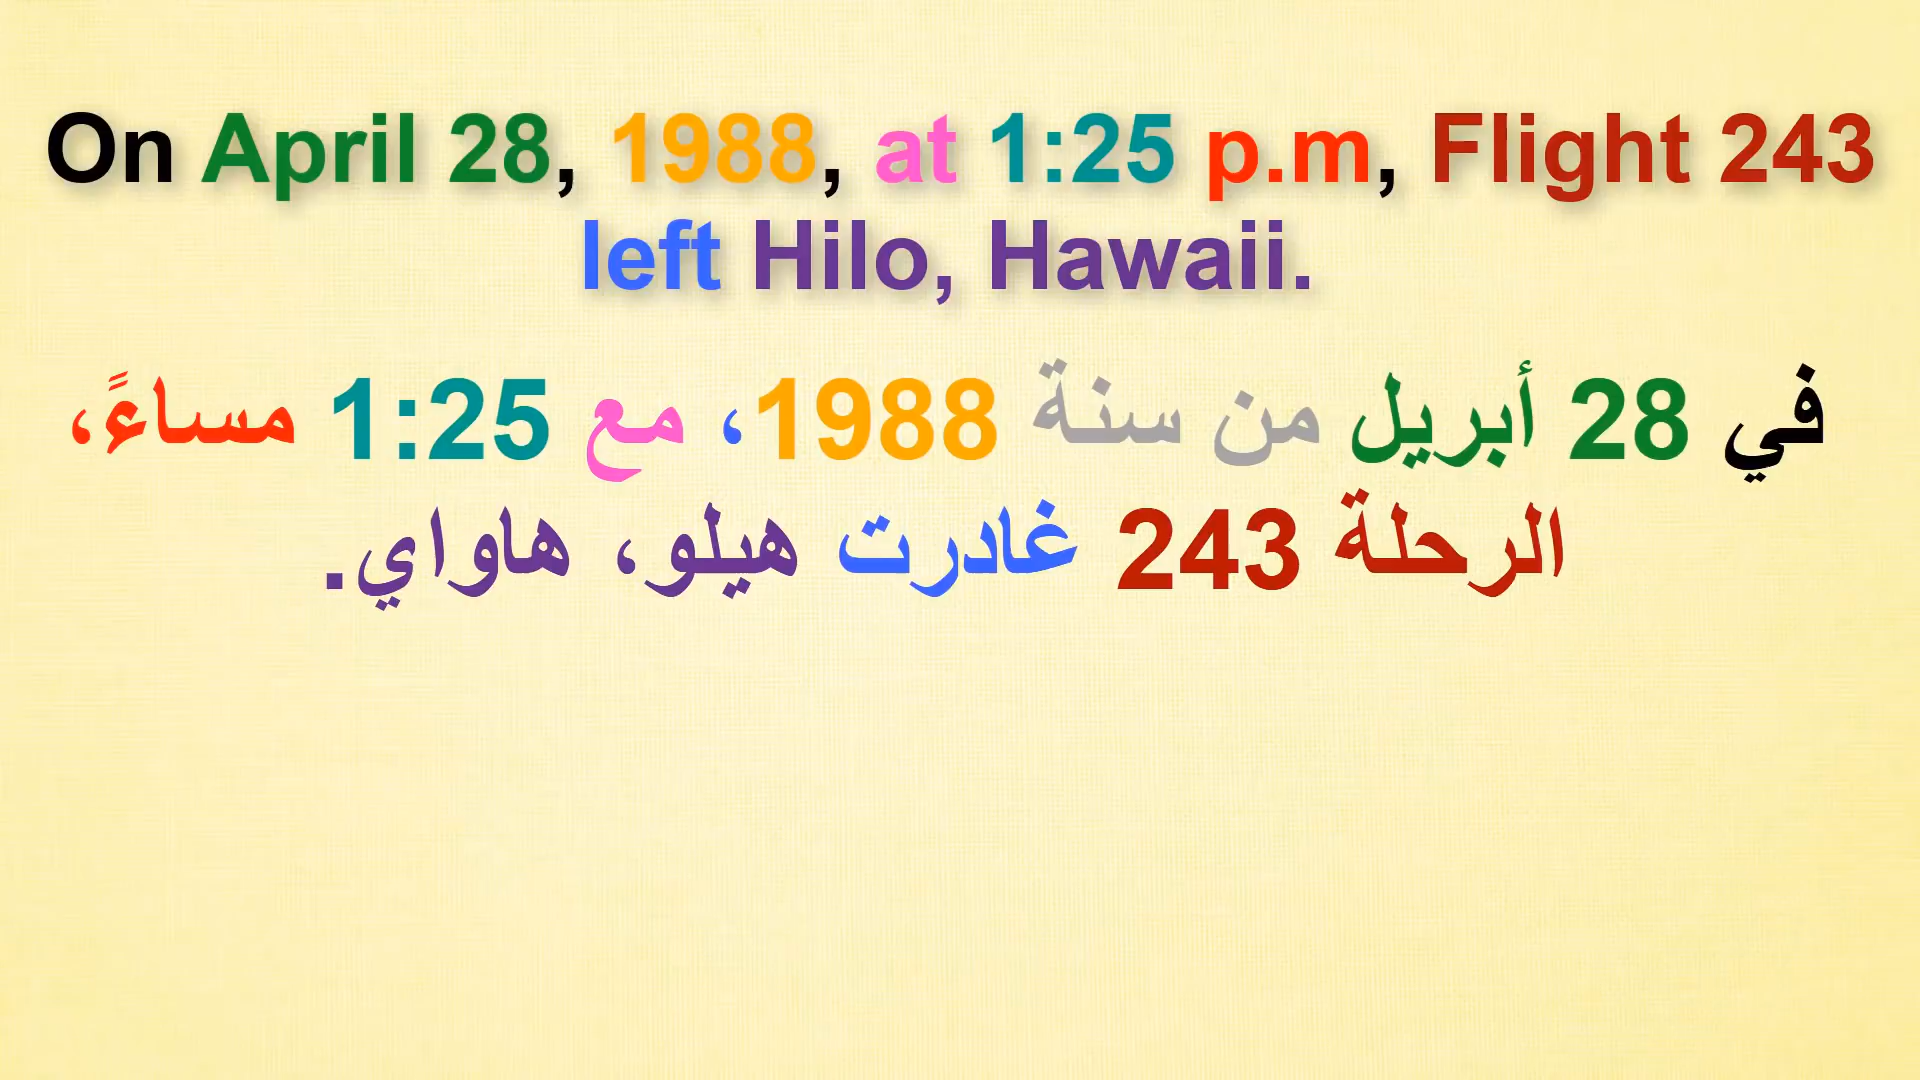 On April 28, 1988, at 1:25 p.m, Flight 243
left Hilo, Hawaii.
في 28 أبريل من سنة 1988، مع 1:25 مساءً،
الرحلة 243 غادرت هيلو، هاواي.